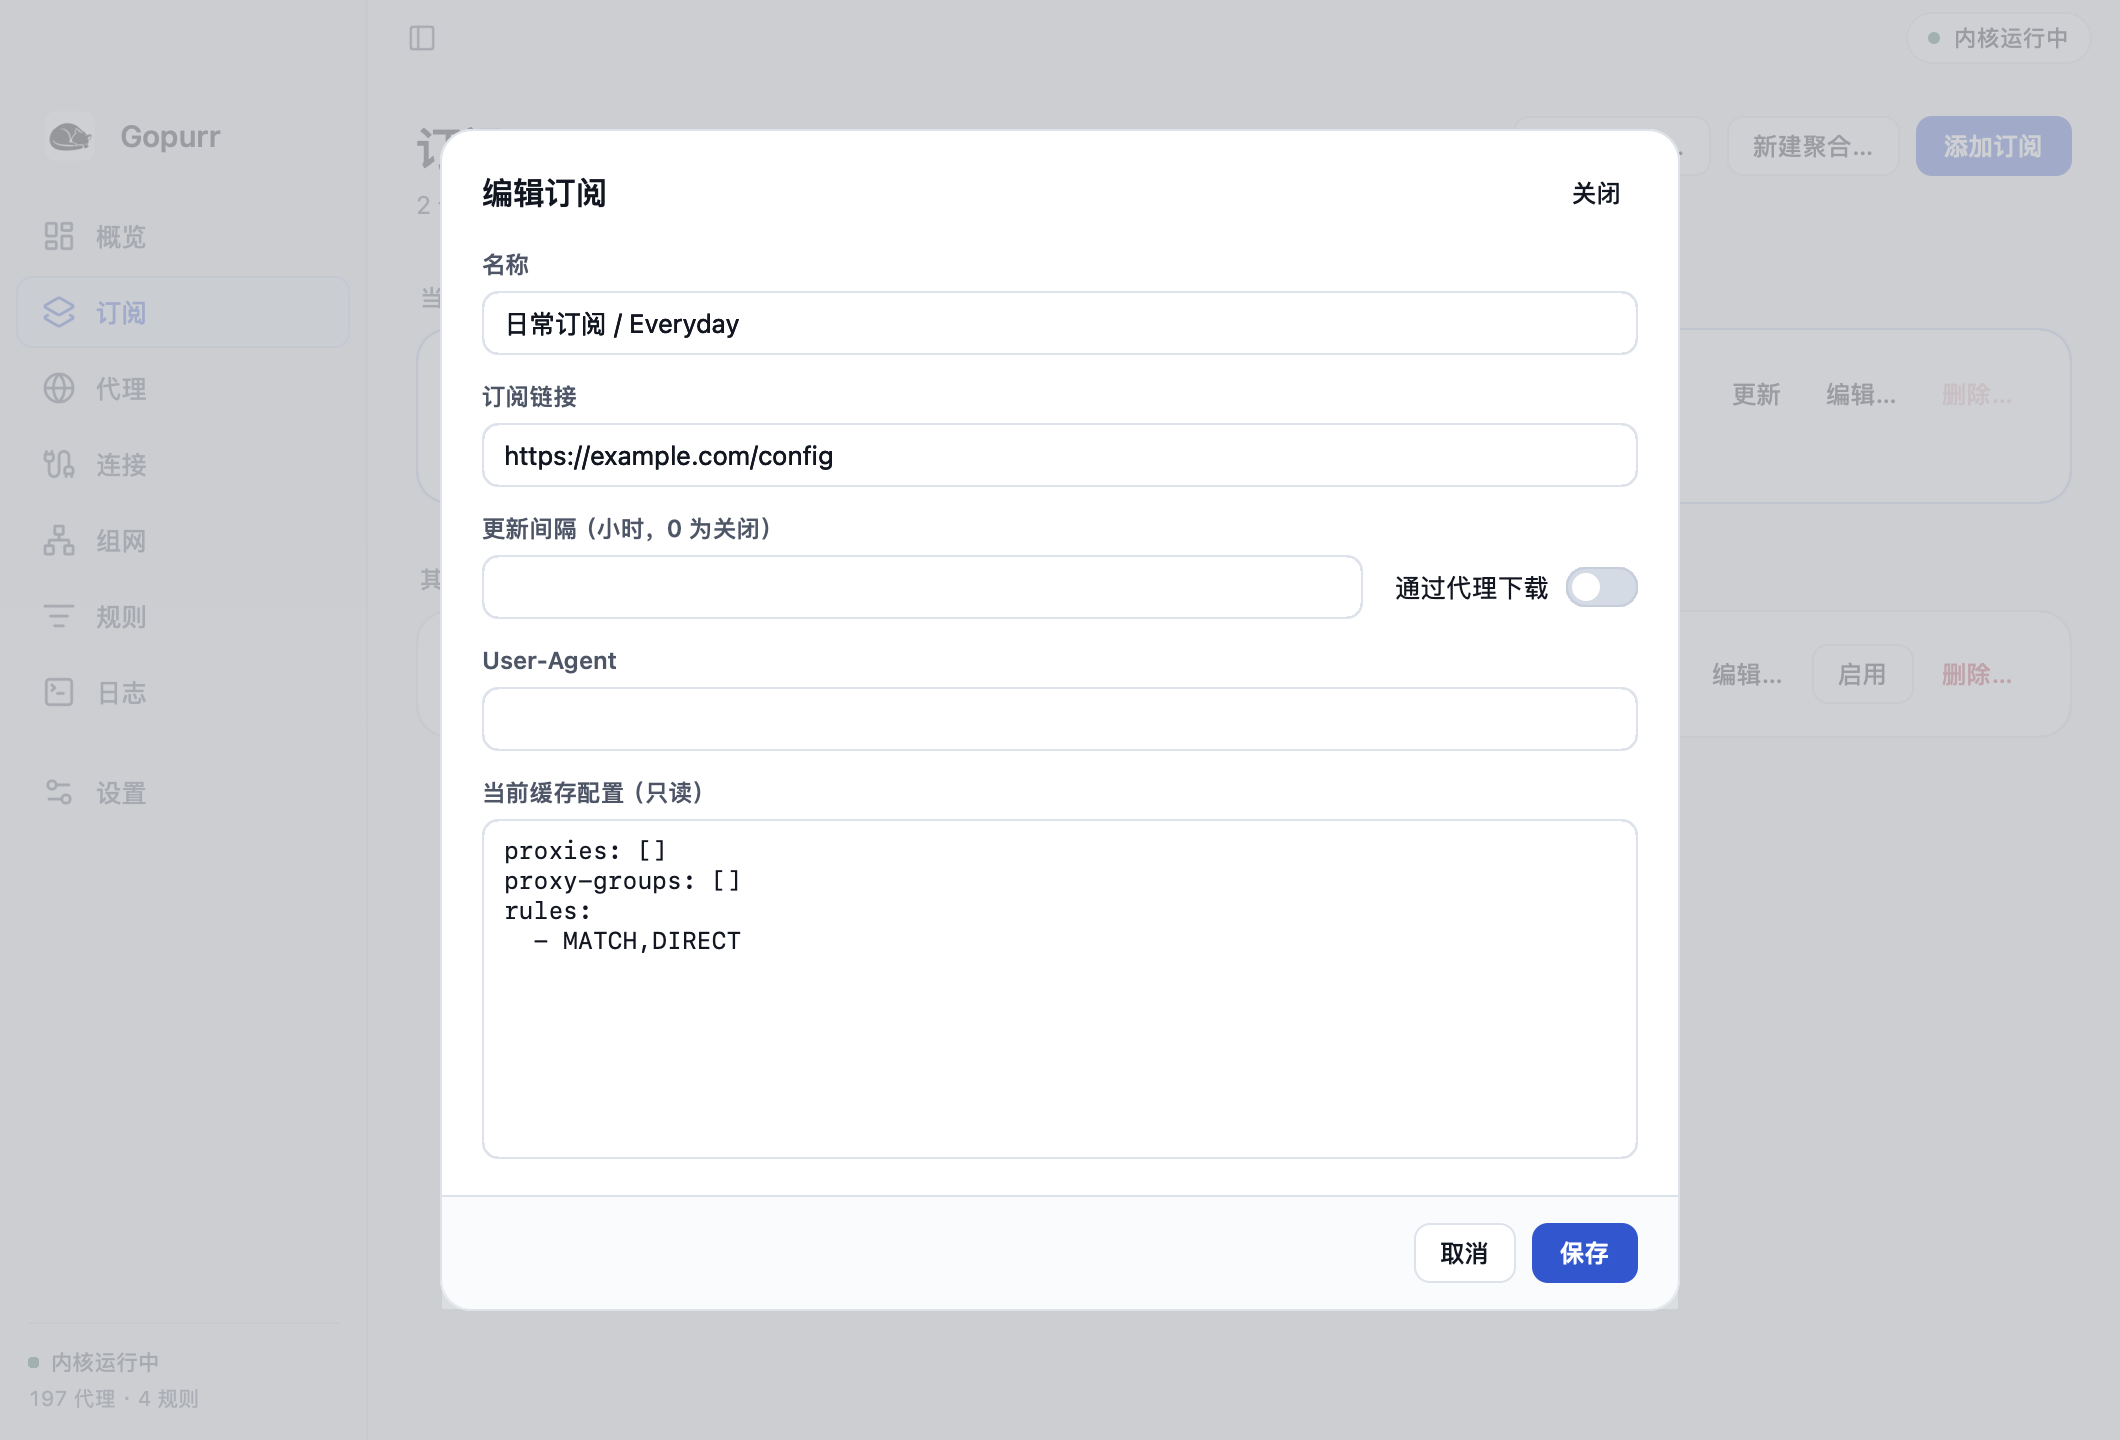 内核运行中
Gopurr
新建聚合...
添加订阅
概览
订阅
代理
连接
组网
规则
日志
设置
内核运行中
197 代理 · 4 规则
2
更新
编辑...
删除...
编辑...
启用
删除...
编辑订阅
关闭
名称
日常订阅 / Everyday
订阅链接
https://example.com/config
更新间隔（小时，0 为关闭）
通过代理下载
User-Agent
当前缓存配置（只读）
proxies: []
proxy-groups: []
rules:
  - MATCH,DIRECT
取消
保存